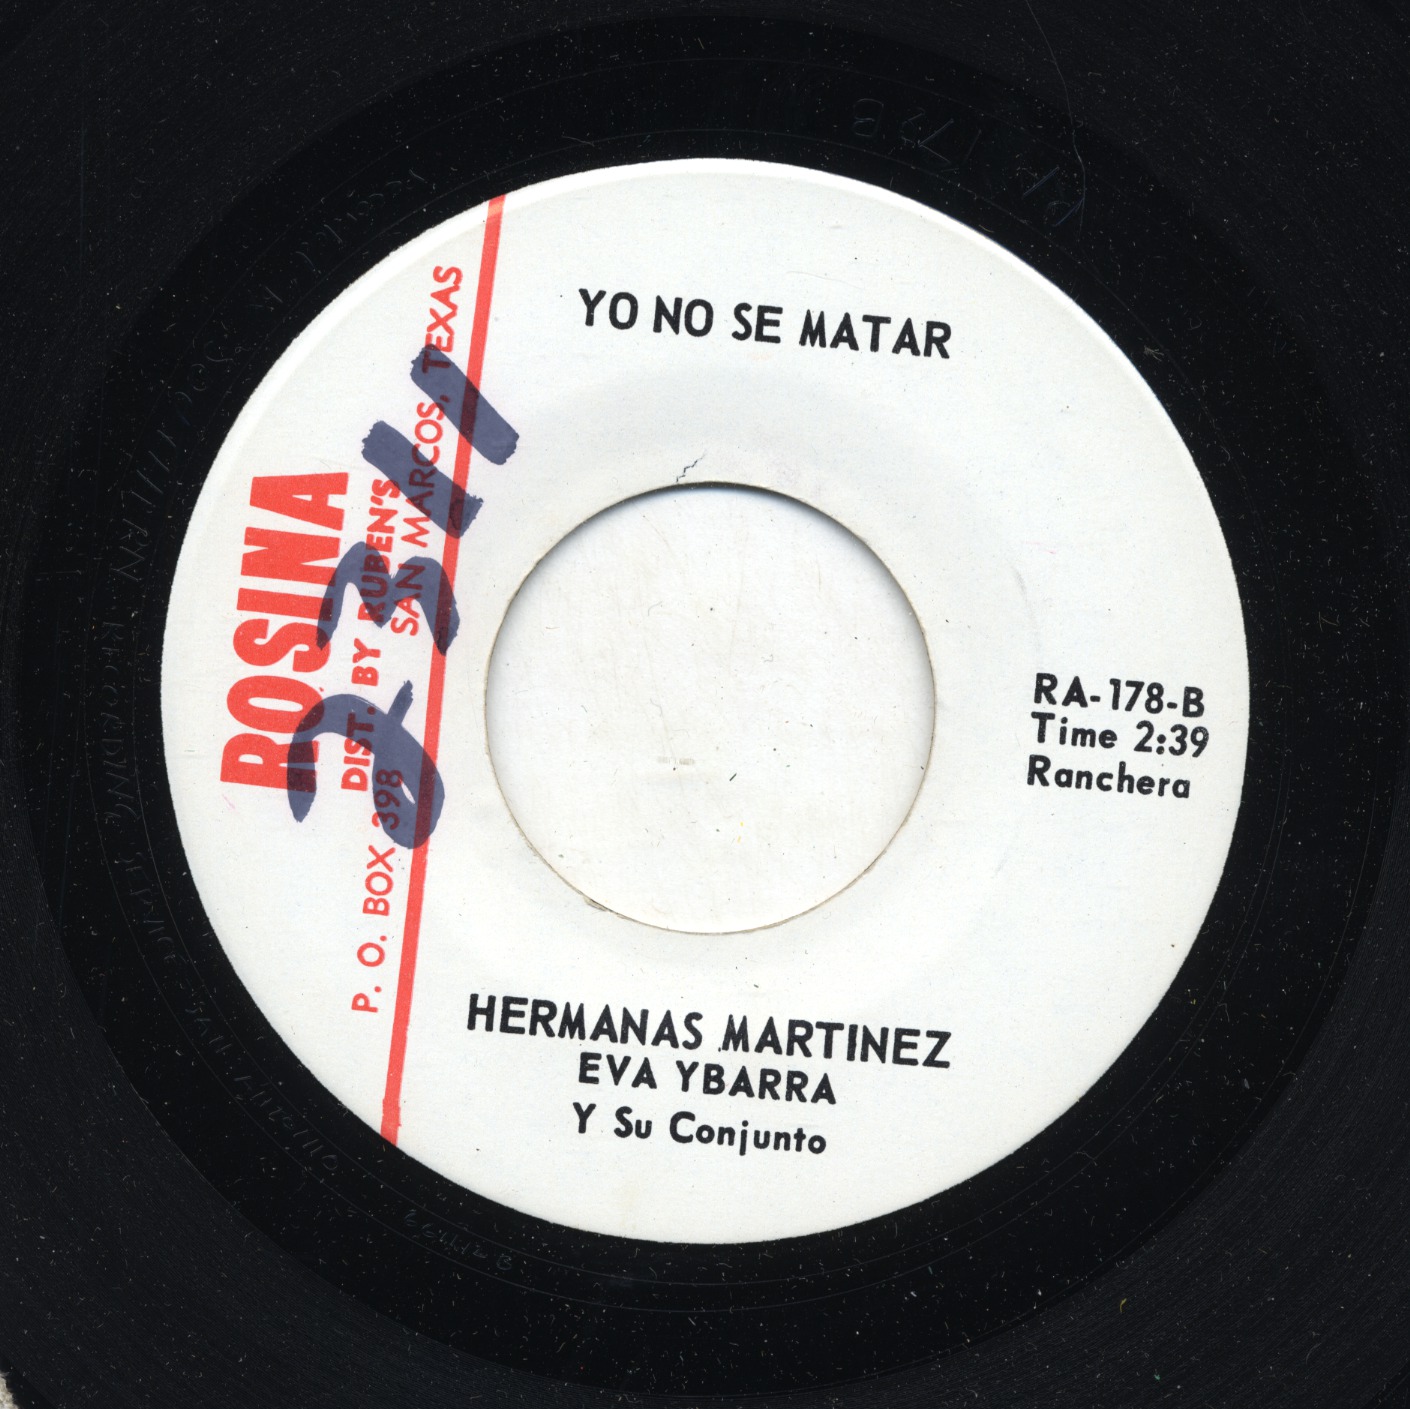 YO NO SE MATAR
ROSINA
DIST. BY RUBEN'S
P. O. BOX 398 SAN MARCOS, TEXAS
2311
RA-178-B
Time 2:39
Ranchera
HERMANAS MARTINEZ
EVA YBARRA
Y Su Conjunto